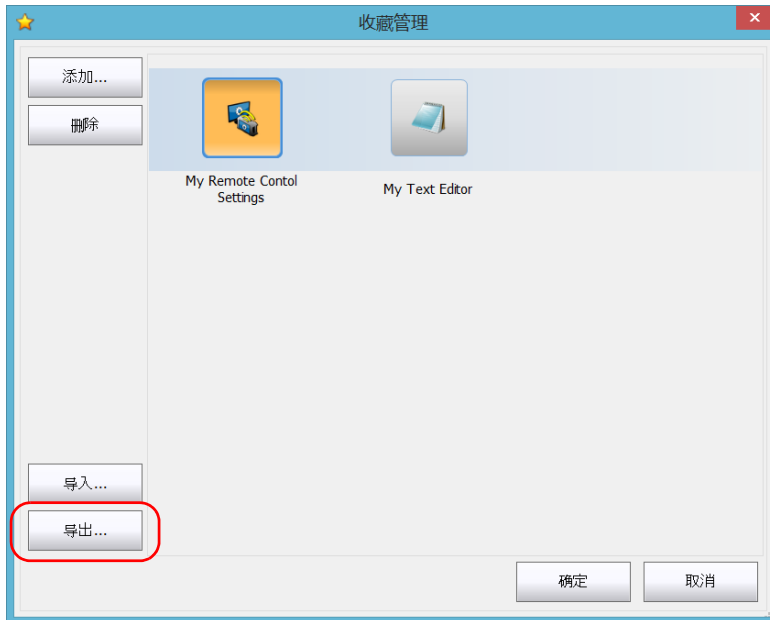 收藏管理
添加...
删除
My Remote Contol
Settings
My Text Editor
导入...
导出...
确定
取消